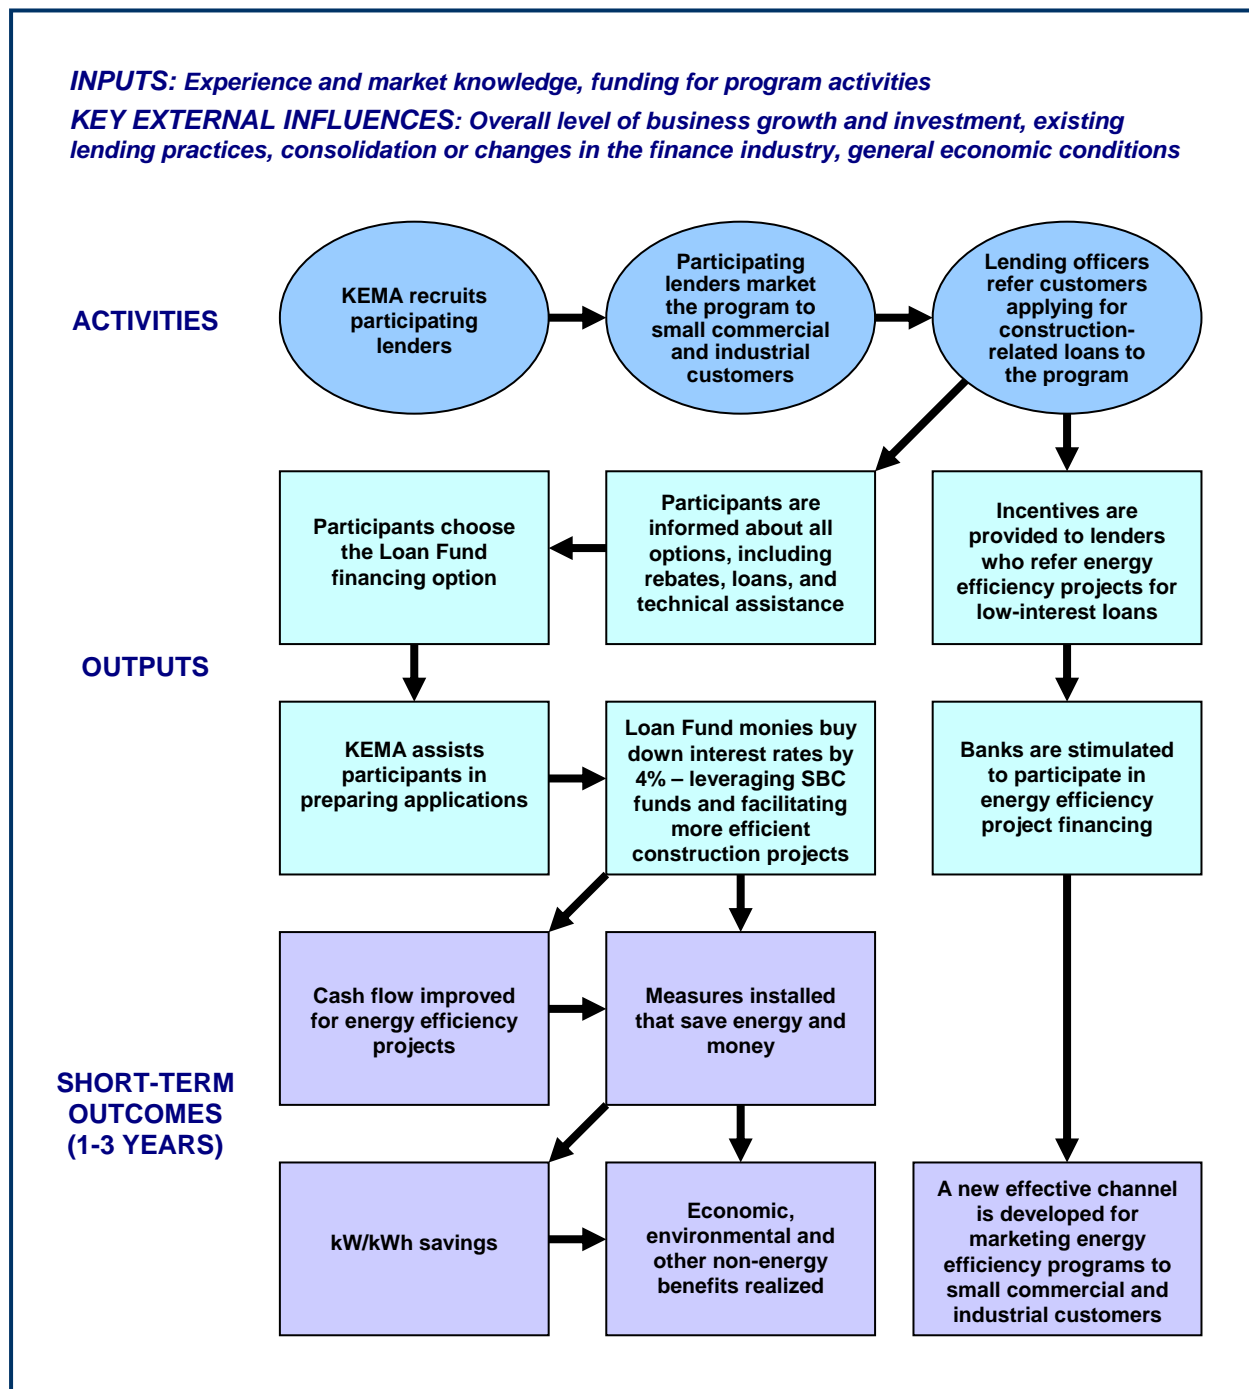 INPUTS: Experience and market knowledge, funding for program activities
KEY EXTERNAL INFLUENCES: Overall level of business growth and investment, existing
lending practices, consolidation or changes in the finance industry, general economic conditions
ACTIVITIES
KEMA recruits
participating
lenders
Participating
lenders market
the program to
small commercial
and industrial
customers
Lending officers
refer customers
applying for
construction-
related loans to
the program
OUTPUTS
Participants choose
the Loan Fund
financing option
Participants are
informed about all
options, including
rebates, loans, and
technical assistance
Incentives are
provided to lenders
who refer energy
efficiency projects for
low-interest loans
KEMA assists
participants in
preparing applications
Loan Fund monies buy
down interest rates by
4% – leveraging SBC
funds and facilitating
more efficient
construction projects
Banks are stimulated
to participate in
energy efficiency
project financing
SHORT-TERM
OUTCOMES
(1-3 YEARS)
Cash flow improved
for energy efficiency
projects
Measures installed
that save energy and
money
kW/kWh savings
Economic,
environmental and
other non-energy
benefits realized
A new effective channel
is developed for
marketing energy
efficiency programs to
small commercial and
industrial customers